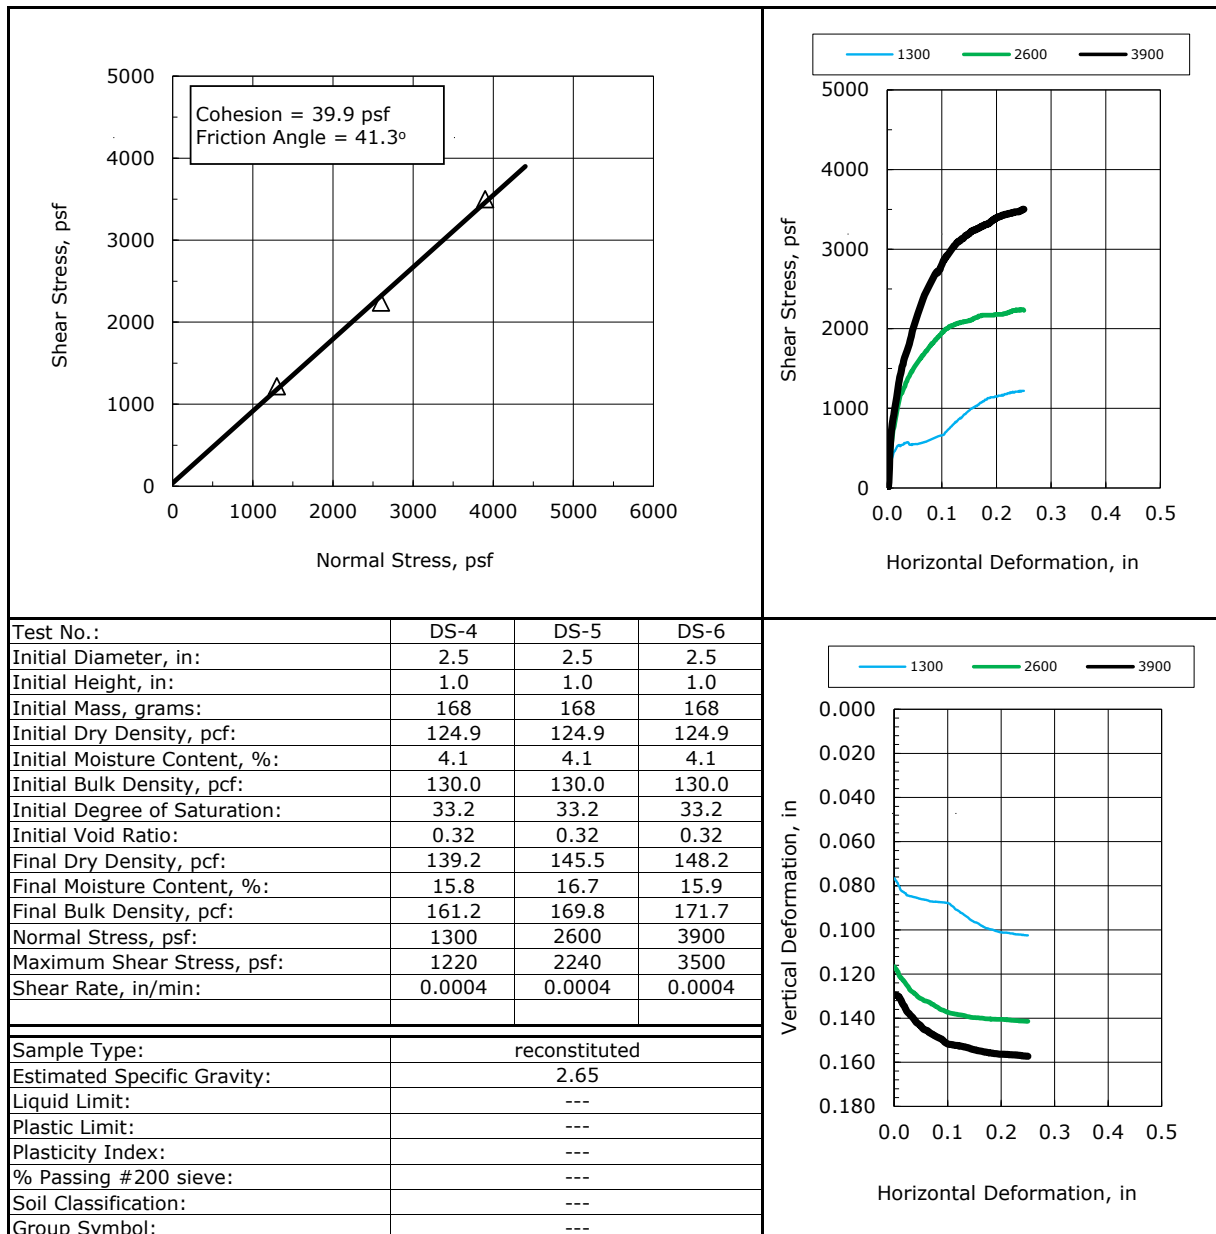 Cohesion = 39.9 psf
Friction Angle = 41.3º
5000
4000
3000
2000
1000
0
Shear Stress, psf
0 1000 2000 3000 4000 5000 6000
Normal Stress, psf
1300 2600 3900
5000
4000
3000
2000
1000
0
Shear Stress, psf
0.0 0.1 0.2 0.3 0.4 0.5
Horizontal Deformation, in
Test No.: DS-4 DS-5 DS-6
Initial Diameter, in: 2.5 2.5 2.5
Initial Height, in: 1.0 1.0 1.0
Initial Mass, grams: 168 168 168
Initial Dry Density, pcf: 124.9 124.9 124.9
Initial Moisture Content, %: 4.1 4.1 4.1
Initial Bulk Density, pcf: 130.0 130.0 130.0
Initial Degree of Saturation: 33.2 33.2 33.2
Initial Void Ratio: 0.32 0.32 0.32
Final Dry Density, pcf: 139.2 145.5 148.2
Final Moisture Content, %: 15.8 16.7 15.9
Final Bulk Density, pcf: 161.2 169.8 171.7
Normal Stress, psf: 1300 2600 3900
Maximum Shear Stress, psf: 1220 2240 3500
Shear Rate, in/min: 0.0004 0.0004 0.0004
Sample Type: reconstituted
Estimated Specific Gravity: 2.65
Liquid Limit: ---
Plastic Limit: ---
Plasticity Index: ---
% Passing #200 sieve: ---
Soil Classification: ---
Group Symbol: ---
1300 2600 3900
0.000
0.020
0.040
0.060
0.080
0.100
0.120
0.140
0.160
0.180
Vertical Deformation, in
0.0 0.1 0.2 0.3 0.4 0.5
Horizontal Deformation, in